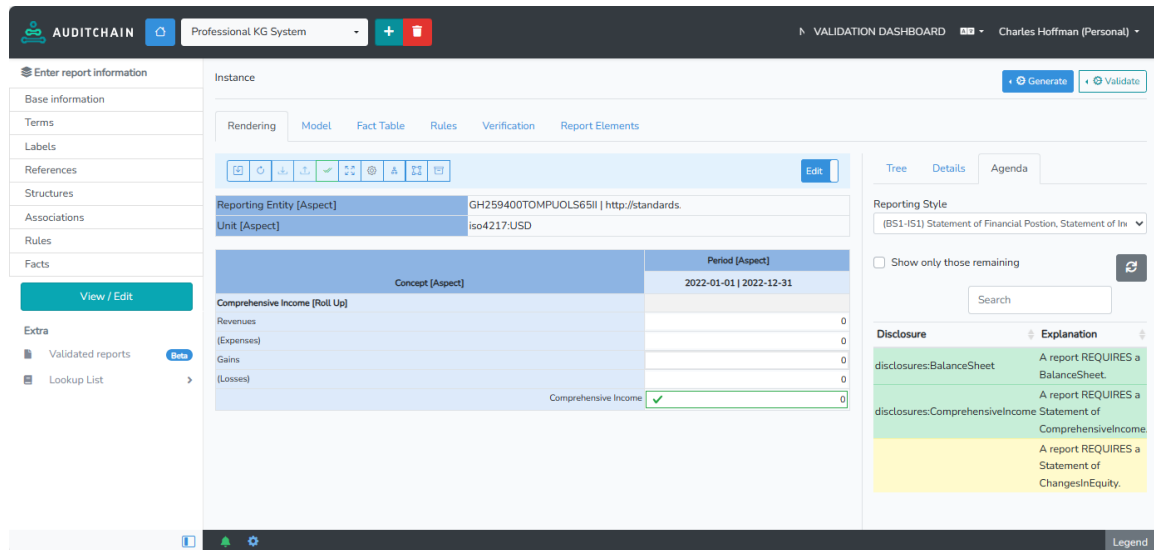 AUDITCHAIN
Professional KG System
VALIDATION DASHBOARD
Charles Hoffman (Personal)
Enter report information
Base information
Terms
Labels
References
Structures
Associations
Rules
Facts
View / Edit
Extra
Validated reports Beta
Lookup List
Instance
Generate
Validate
Rendering Model Fact Table Rules Verification Report Elements
Edit
Reporting Entity [Aspect] GH259400TOMPUOLS65II | http://standards.
Unit [Aspect] iso4217:USD
Period [Aspect]
Concept [Aspect] 2022-01-01 | 2022-12-31
Comprehensive Income [Roll Up]
Revenues 0
(Expenses) 0
Gains 0
(Losses) 0
Comprehensive Income 0
Tree Details Agenda
Reporting Style
(BS1-IS1) Statement of Financial Postion, Statement of In
Show only those remaining
Search
Disclosure Explanation
disclosures:BalanceSheet
A report REQUIRES a
BalanceSheet.
disclosures:ComprehensiveIncome
A report REQUIRES a
Statement of
ComprehensiveIncome.
A report REQUIRES a
Statement of
ChangesInEquity.
Legend